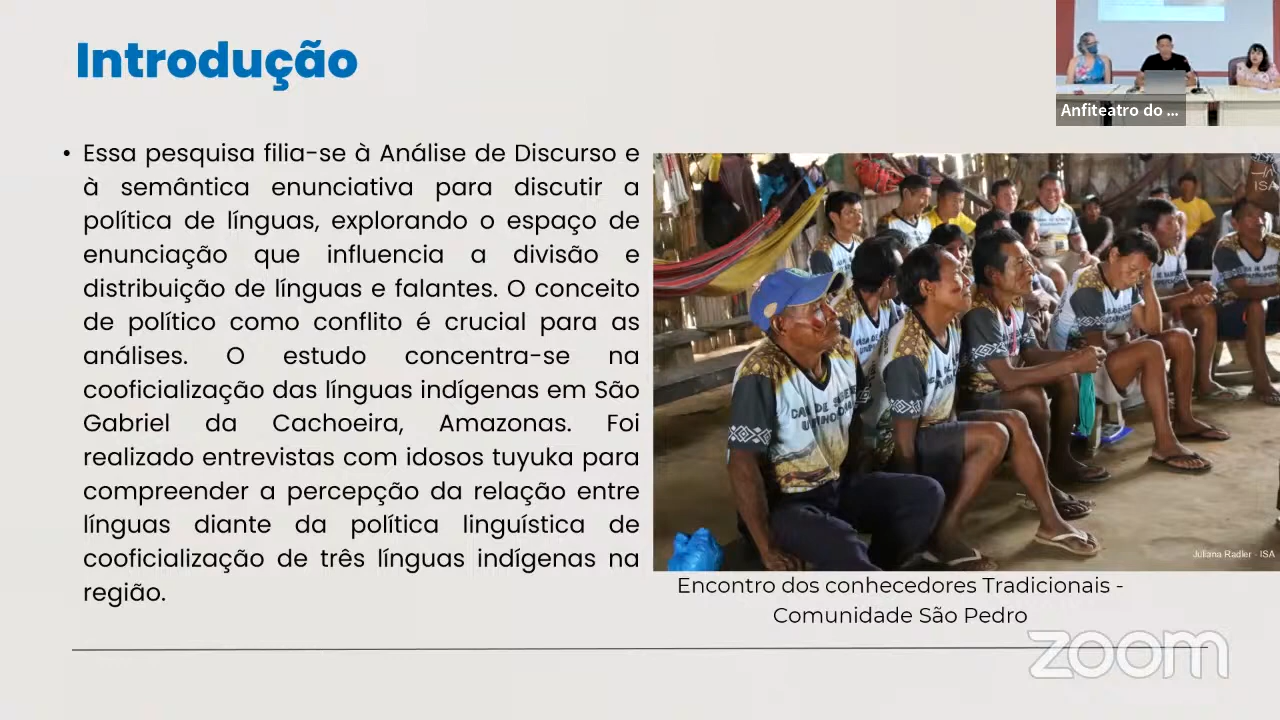 Introdução
Anfiteatro do ...
• Essa pesquisa filia-se à Análise de Discurso e
à semântica enunciativa para discutir a
política de línguas, explorando o espaço de
enunciação que influencia a divisão e
distribuição de línguas e falantes. O conceito
de político como conflito é crucial para as
análises. O estudo concentra-se na
cooficialização das línguas indígenas em São
Gabriel da Cachoeira, Amazonas. Foi
realizado entrevistas com idosos tuyuka para
compreender a percepção da relação entre
línguas diante da política linguística de
cooficialização de três línguas indígenas na
região.
ISA
Juliana Radler - ISA
Encontro dos conhecedores Tradicionais -
Comunidade São Pedro
zoom